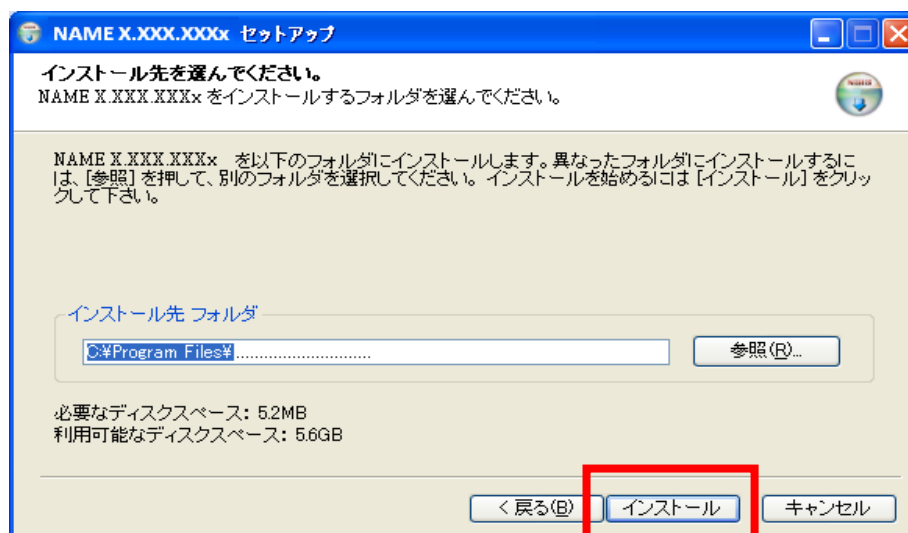 NAME X.XXX.XXXx セットアップ
インストール先を選んでください。
NAME X.XXX.XXXx をインストールするフォルダを選んでください。
NAME X.XXX.XXXx を以下のフォルダにインストールします。異なったフォルダにインストールするに
は、[参照] を押して、別のフォルダを選択してください。インストールを始めるには [インストール] をクリッ
クして下さい。
インストール先 フォルダ
C:¥Program Files¥..............................
参照(R)...
必要なディスクスペース: 5.2MB
利用可能なディスクスペース: 5.6GB
< 戻る(B)
インストール
キャンセル